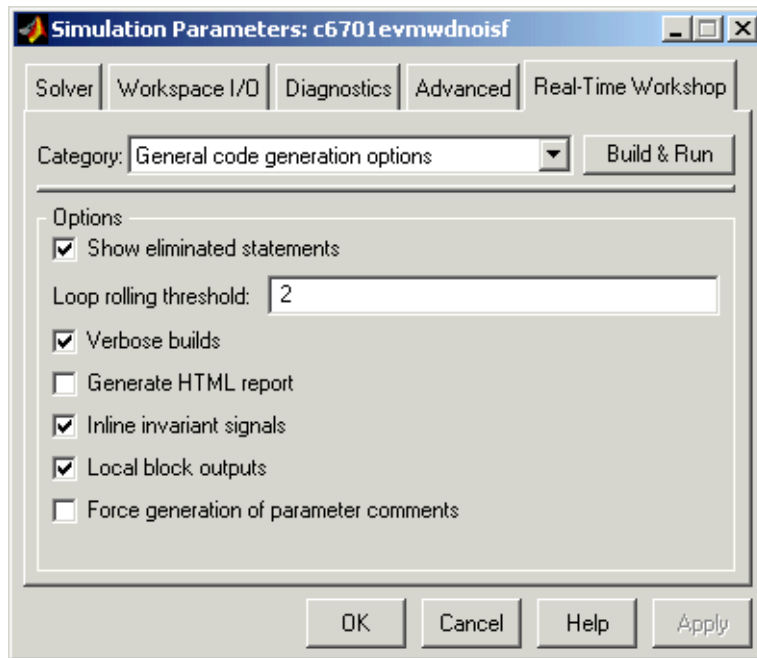 Simulation Parameters: c6701evmwdnoisf
Solver Workspace I/O Diagnostics Advanced Real-Time Workshop
Category: General code generation options Build & Run
Options
Show eliminated statements
Loop rolling threshold: 2
Verbose builds
Generate HTML report
Inline invariant signals
Local block outputs
Force generation of parameter comments
OK Cancel Help Apply